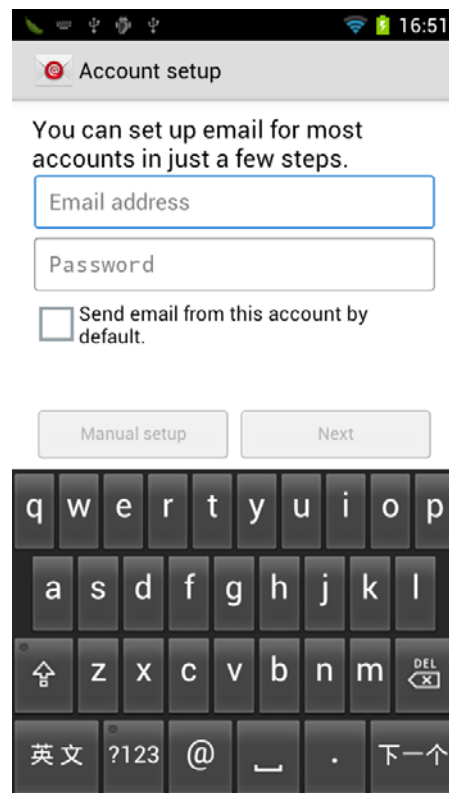 16:51
Account setup
You can set up email for most
accounts in just a few steps.
Email address
Password
Send email from this account by
default.
Manual setup
Next
q w e r t y u i o p
a s d f g h j k l
z x c v b n m DEL
英文 ?123 @ . 下一个